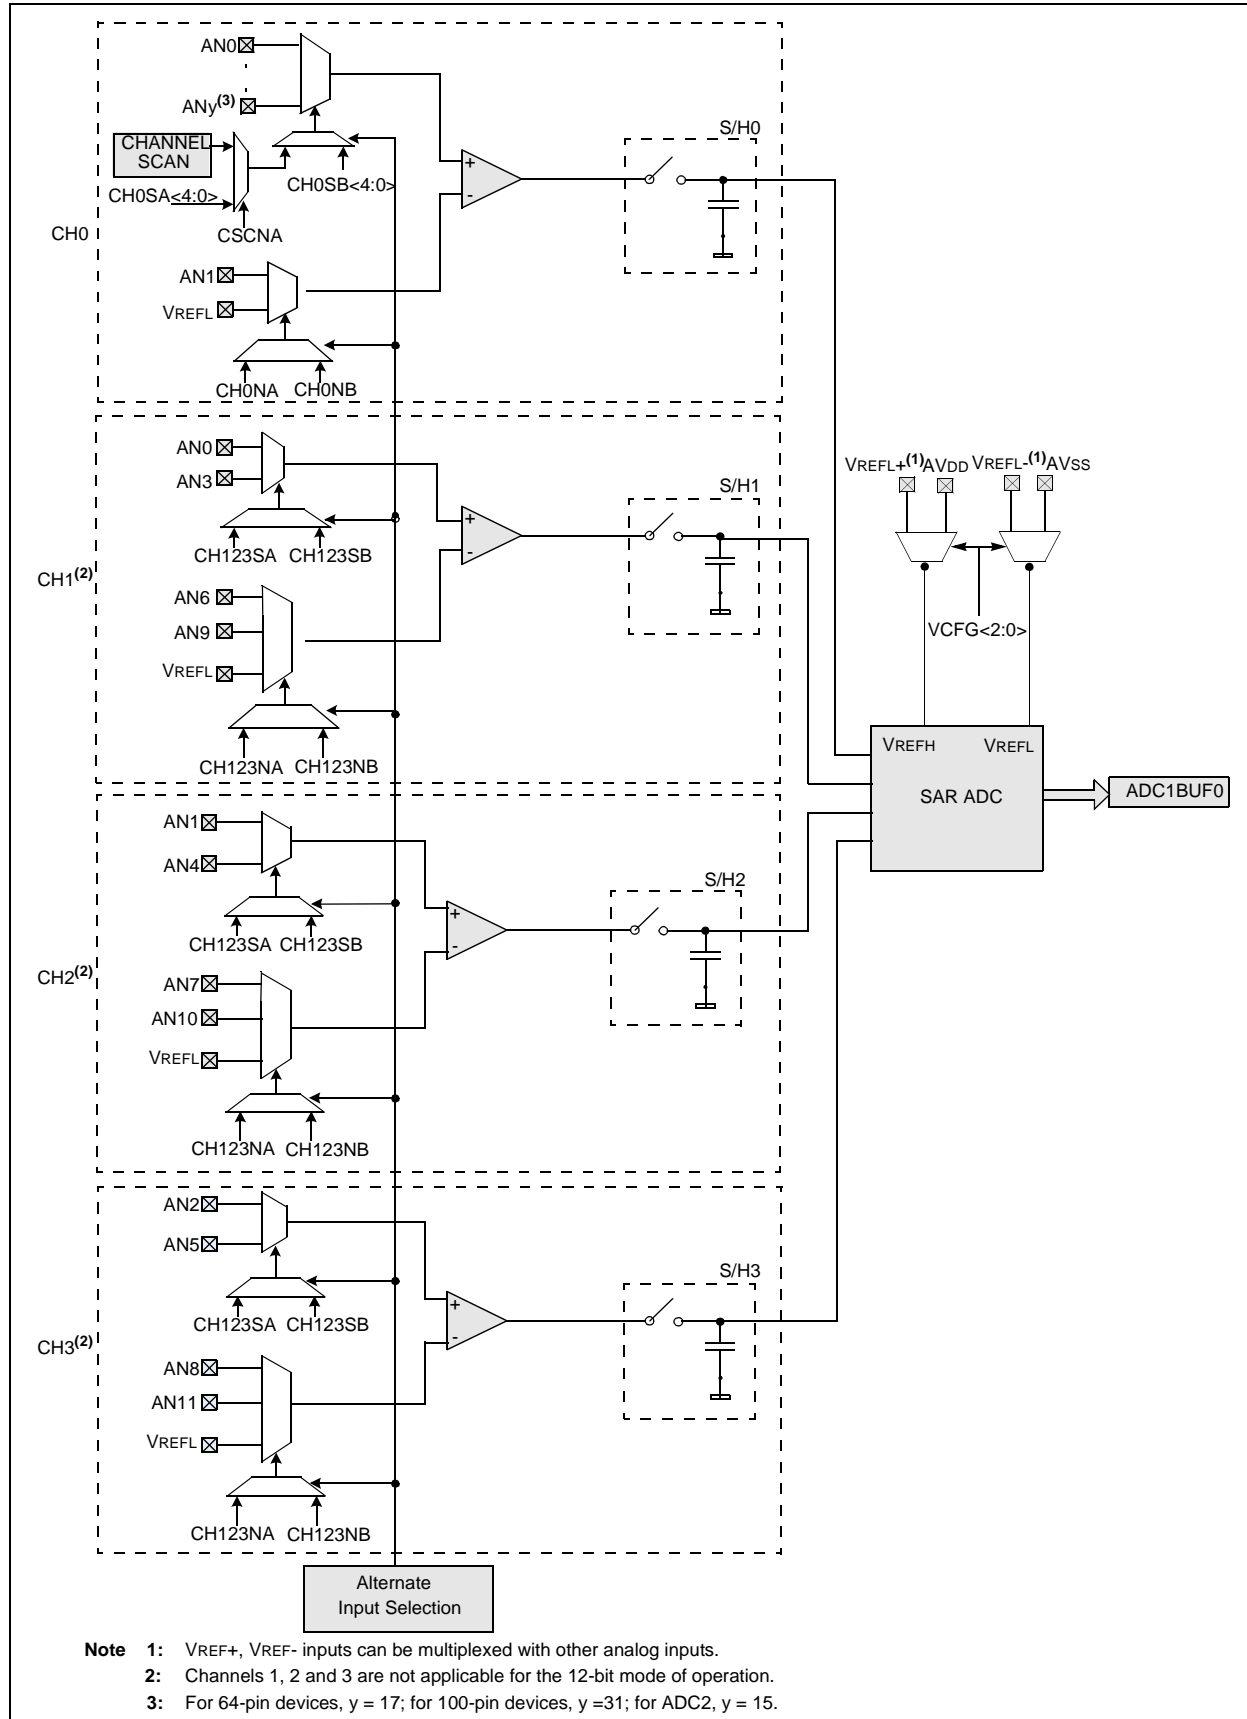 AN0
ANy(3)
CHANNEL
SCAN
CH0SA<4:0>
CH0SB<4:0>
CSCNA
CH0
AN1
VREFL
CH0NA
CH0NB
+
-
S/H0
AN0
AN3
CH123SA
CH123SB
CH1(2)
AN6
AN9
VREFL
CH123NA
CH123NB
+
-
S/H1
VREFL+(1)AVDD
VREFL-(1)AVSS
VCFG<2:0>
VREFH
VREFL
SAR ADC
ADC1BUF0
AN1
AN4
CH123SA
CH123SB
CH2(2)
AN7
AN10
VREFL
CH123NA
CH123NB
+
-
S/H2
AN2
AN5
CH123SA
CH123SB
CH3(2)
AN8
AN11
VREFL
CH123NA
CH123NB
+
-
S/H3
Alternate
Input Selection
Note 1: VREF+, VREF- inputs can be multiplexed with other analog inputs.
2: Channels 1, 2 and 3 are not applicable for the 12-bit mode of operation.
3: For 64-pin devices, y = 17; for 100-pin devices, y =31; for ADC2, y = 15.